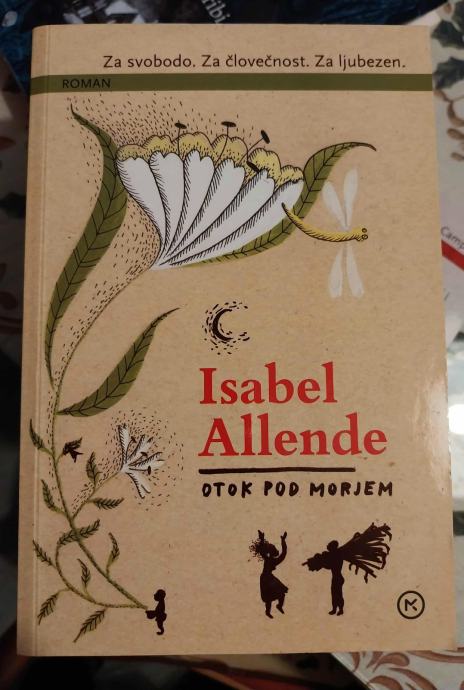 Za svobodo. Za človečnost. Za ljubezen.
ROMAN
Isabel
Allende
OTOK POD MORJEM